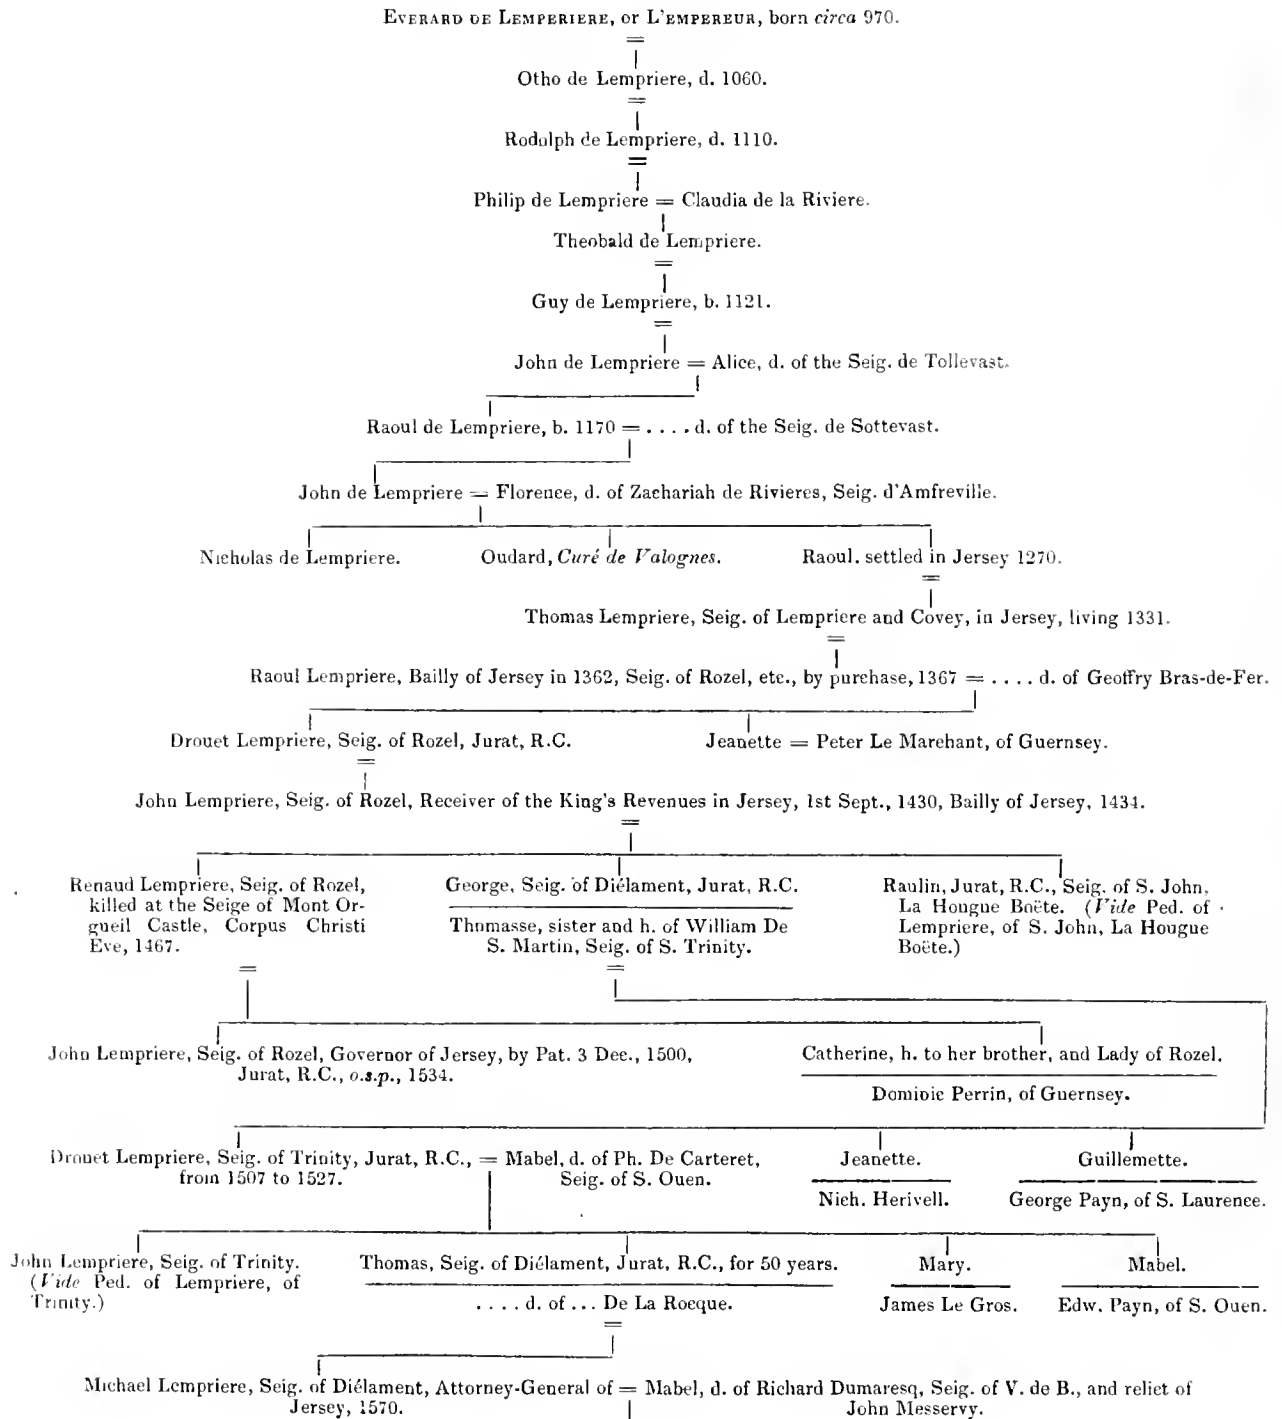 EVERARD DE LEMPERIERE, or L'EMPEREUR, born circa 970.
=
Otho de Lempriere, d. 1060.
=
Rodolph de Lempriere, d. 1110.
=
Philip de Lempriere = Claudia de la Riviere.
Theobald de Lempriere.
=
Guy de Lempriere, b. 1121.
=
John de Lempriere = Alice, d. of the Seig. de Tollevast.
Raoul de Lempriere, b. 1170 = .... d. of the Seig. de Sottevast.
John de Lempriere = Florence, d. of Zachariah de Rivieres, Seig. d'Amfreville.
Nicholas de Lempriere. Oudard, Curé de Valognes. Raoul. settled in Jersey 1270.
=
Thomas Lempriere, Seig. of Lempriere and Covey, in Jersey, living 1331.
=
Raoul Lempriere, Bailly of Jersey in 1362, Seig. of Rozel, etc., by purchase, 1367 = .... d. of Geoffry Bras-de-Fer.
Drouet Lempriere, Seig. of Rozel, Jurat, R.C. Jeanette = Peter Le Marchant, of Guernsey.
=
John Lempriere, Seig. of Rozel, Receiver of the King's Revenues in Jersey, 1st Sept., 1430, Bailly of Jersey, 1434.
=
Renaud Lempriere, Seig. of Rozel,
killed at the Seige of Mont Or-
gueil Castle, Corpus Christi
Eve, 1467.
=
George, Seig. of Diélament, Jurat, R.C.
Thomasse, sister and h. of William De
S. Martin, Seig. of S. Trinity.
=
Raulin, Jurat, R.C., Seig. of S. John,
La Hougue Boëte. (Vide Ped. of
Lempriere, of S. John, La Hougue
Boëte.)
John Lempriere, Seig. of Rozel, Governor of Jersey, by Pat. 3 Dec., 1500,
Jurat, R.C., o.s.p., 1534.
Catherine, h. to her brother, and Lady of Rozel.
Dominic Perrin, of Guernsey.
Drouet Lempriere, Seig. of Trinity, Jurat, R.C., = Mabel, d. of Ph. De Carteret,
from 1507 to 1527. Seig. of S. Ouen.
Jeanette.
Nich. Herivell.
Guillemette.
George Payn, of S. Laurence.
John Lempriere, Seig. of Trinity.
(Vide Ped. of Lempriere, of
Trinity.)
Thomas, Seig. of Diélament, Jurat, R.C., for 50 years.
.... d. of ... De La Rocque.
=
Mary.
James Le Gros.
Mabel.
Edw. Payn, of S. Ouen.
Michael Lempriere, Seig. of Diélament, Attorney-General of = Mabel, d. of Richard Dumaresq, Seig. of V. de B., and relict of
Jersey, 1570. John Messervy.